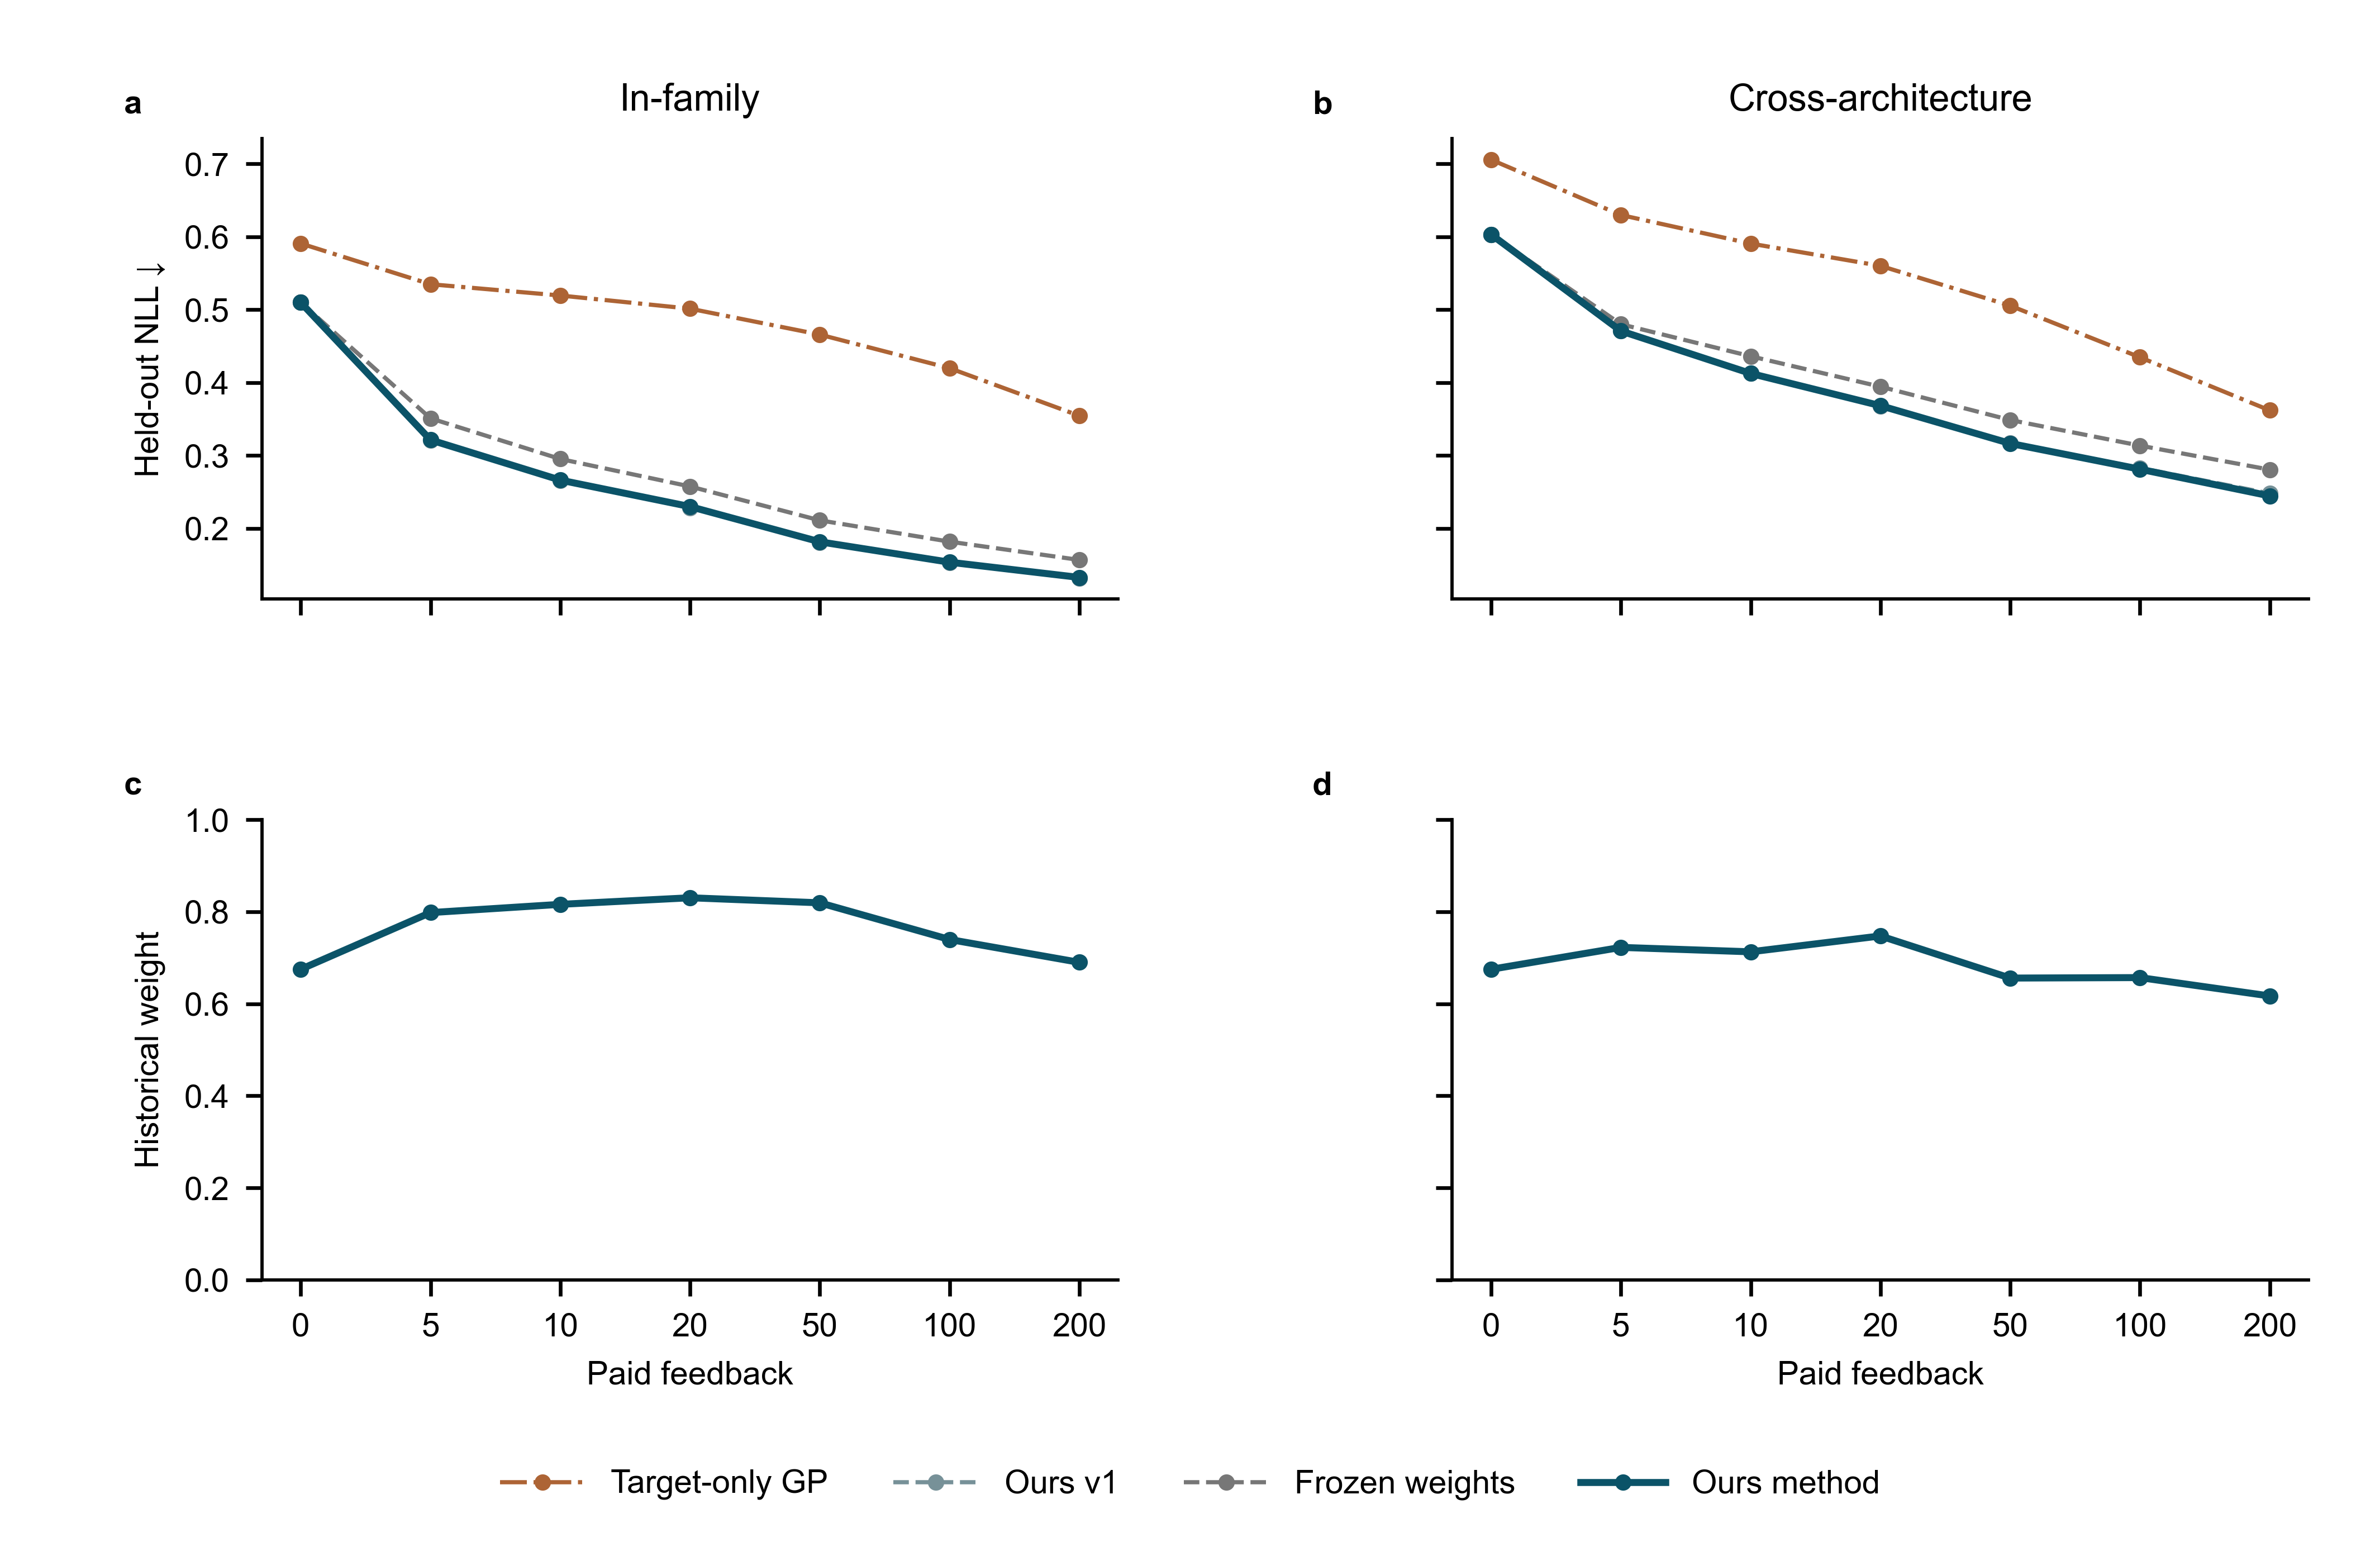 a
In-family
b
Cross-architecture
Held-out NLL ↓
0.7
0.6
0.5
0.4
0.3
0.2
c
d
Historical weight
1.0
0.8
0.6
0.4
0.2
0.0
0 5 10 20 50 100 200
0 5 10 20 50 100 200
Paid feedback
Paid feedback
Target-only GP
Ours v1
Frozen weights
Ours method